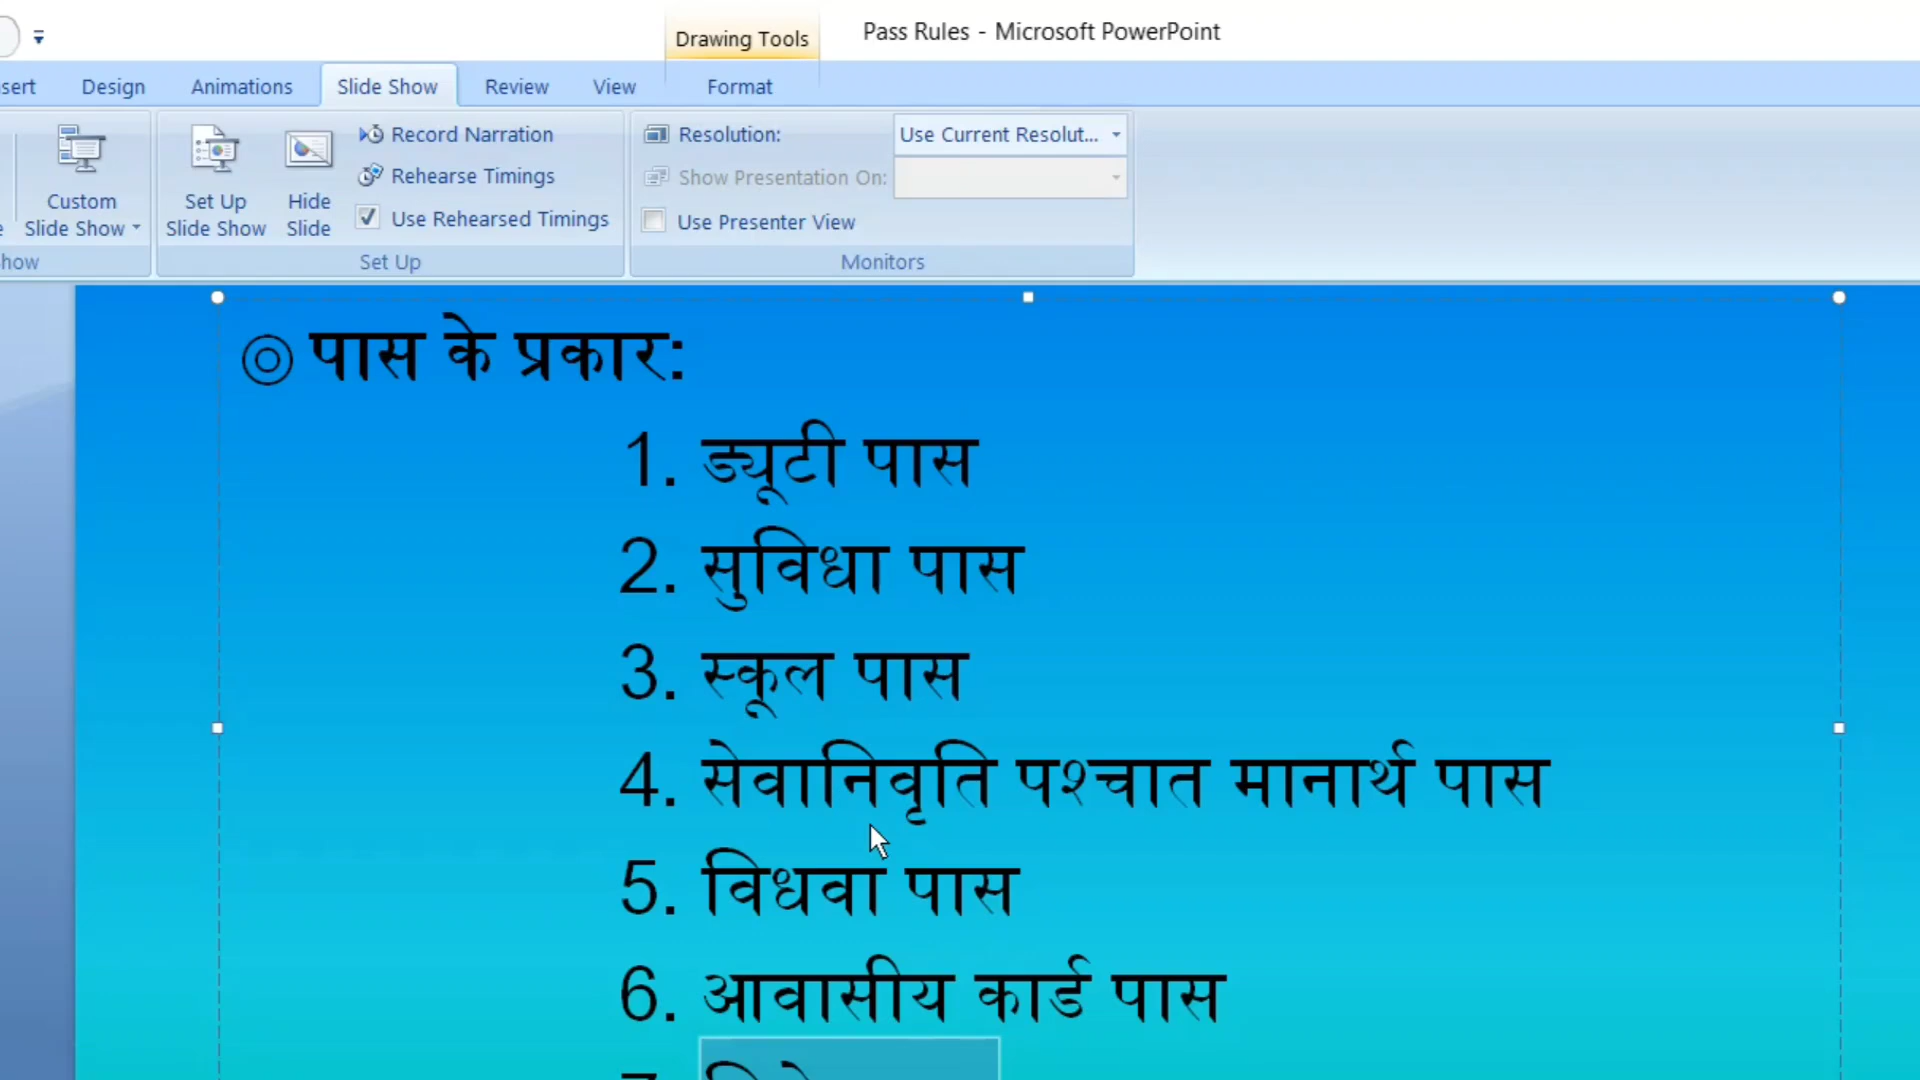 Drawing Tools
Pass Rules - Microsoft PowerPoint
Design Animations Slide Show Review View Format
Custom Slide Show
Set Up Slide Show
Hide Slide
Record Narration
Rehearse Timings
Use Rehearsed Timings
Set Up
Resolution: Use Current Resolut...
Show Presentation On:
Use Presenter View
Monitors
◎ पास के प्रकार:
1. ड्यूटी पास
2. सुविधा पास
3. स्कूल पास
4. सेवानिवृति पश्चात मानार्थ पास
5. विधवा पास
6. आवासीय कार्ड पास